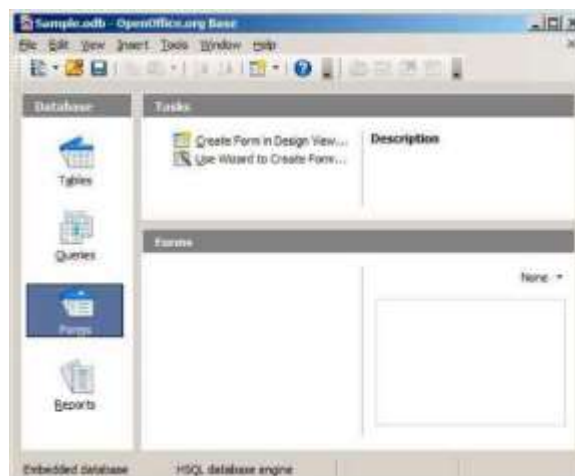 Sample.odb - OpenOffice.org Base
File Edit View Insert Tools Window Help
Database
Tables
Queries
Forms
Reports
Tasks
Create Form in Design View...
Use Wizard to Create Form...
Description
Forms
None
Embedded database HSQL database engine